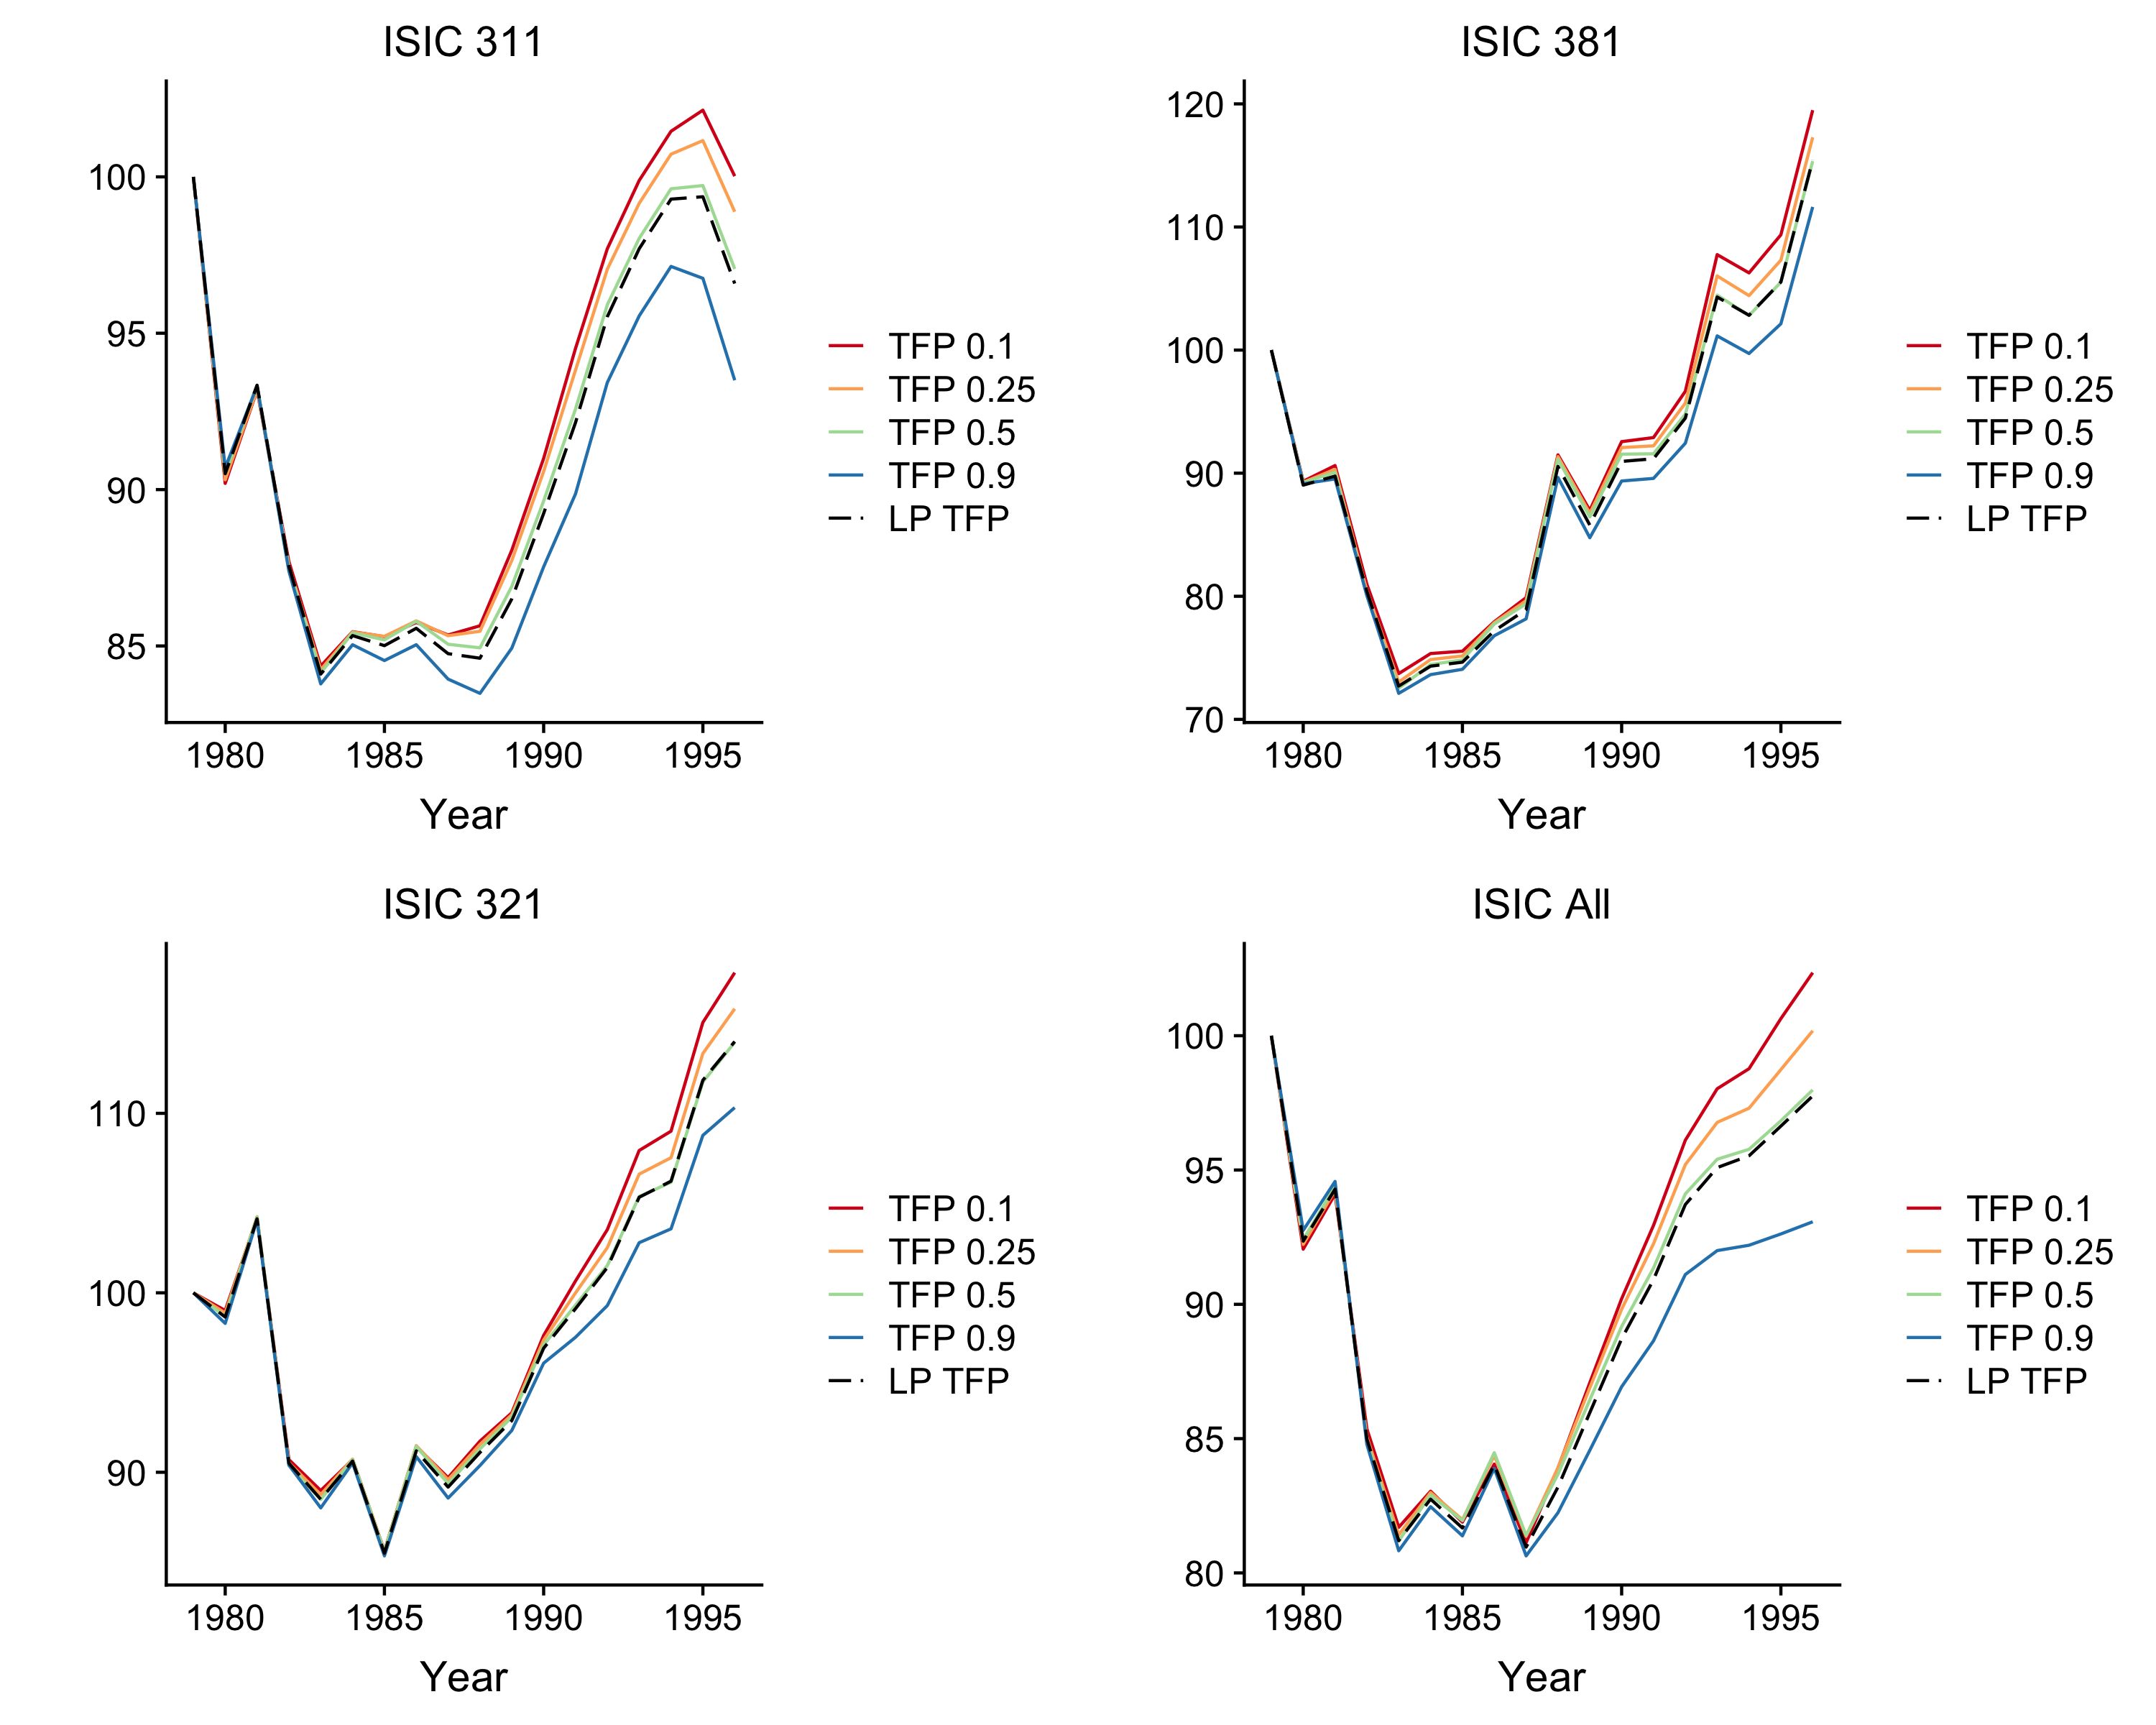 ISIC 311
100
95
90
85
1980 1985 1990 1995
Year
TFP 0.1
TFP 0.25
TFP 0.5
TFP 0.9
LP TFP
ISIC 381
120
110
100
90
80
70
1980 1985 1990 1995
Year
TFP 0.1
TFP 0.25
TFP 0.5
TFP 0.9
LP TFP
ISIC 321
110
100
90
1980 1985 1990 1995
Year
TFP 0.1
TFP 0.25
TFP 0.5
TFP 0.9
LP TFP
ISIC All
100
95
90
85
80
1980 1985 1990 1995
Year
TFP 0.1
TFP 0.25
TFP 0.5
TFP 0.9
LP TFP